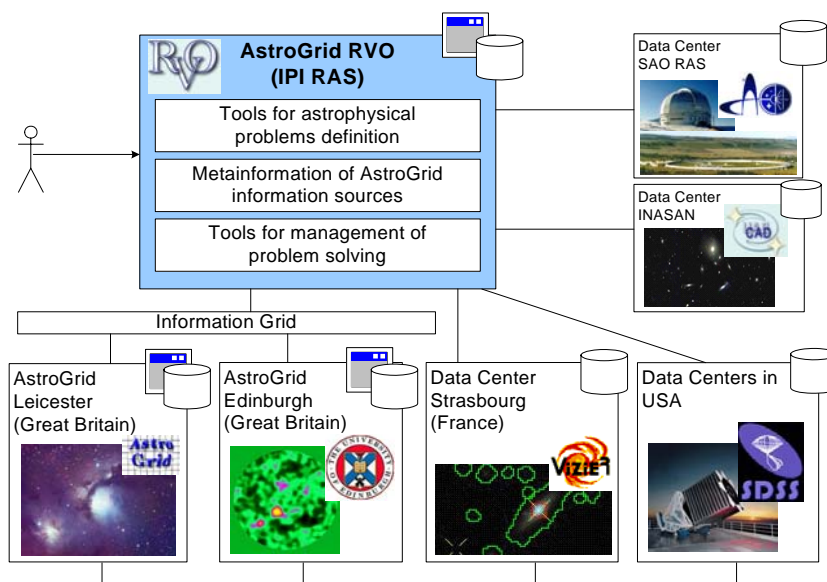 RVO
AstroGrid RVO
(IPI RAS)
Tools for astrophysical
problems definition
Metainformation of AstroGrid
information sources
Tools for management of
problem solving
Data Center
SAO RAS
Data Center
INASAN
CAD
Information Grid
AstroGrid
Leicester
(Great Britain)
Astro
Grid
AstroGrid
Edinburgh
(Great Britain)
THE UNIVERSITY
OF EDINBURGH
Data Center
Strasbourg
(France)
VizieR
Data Centers in
USA
SDSS